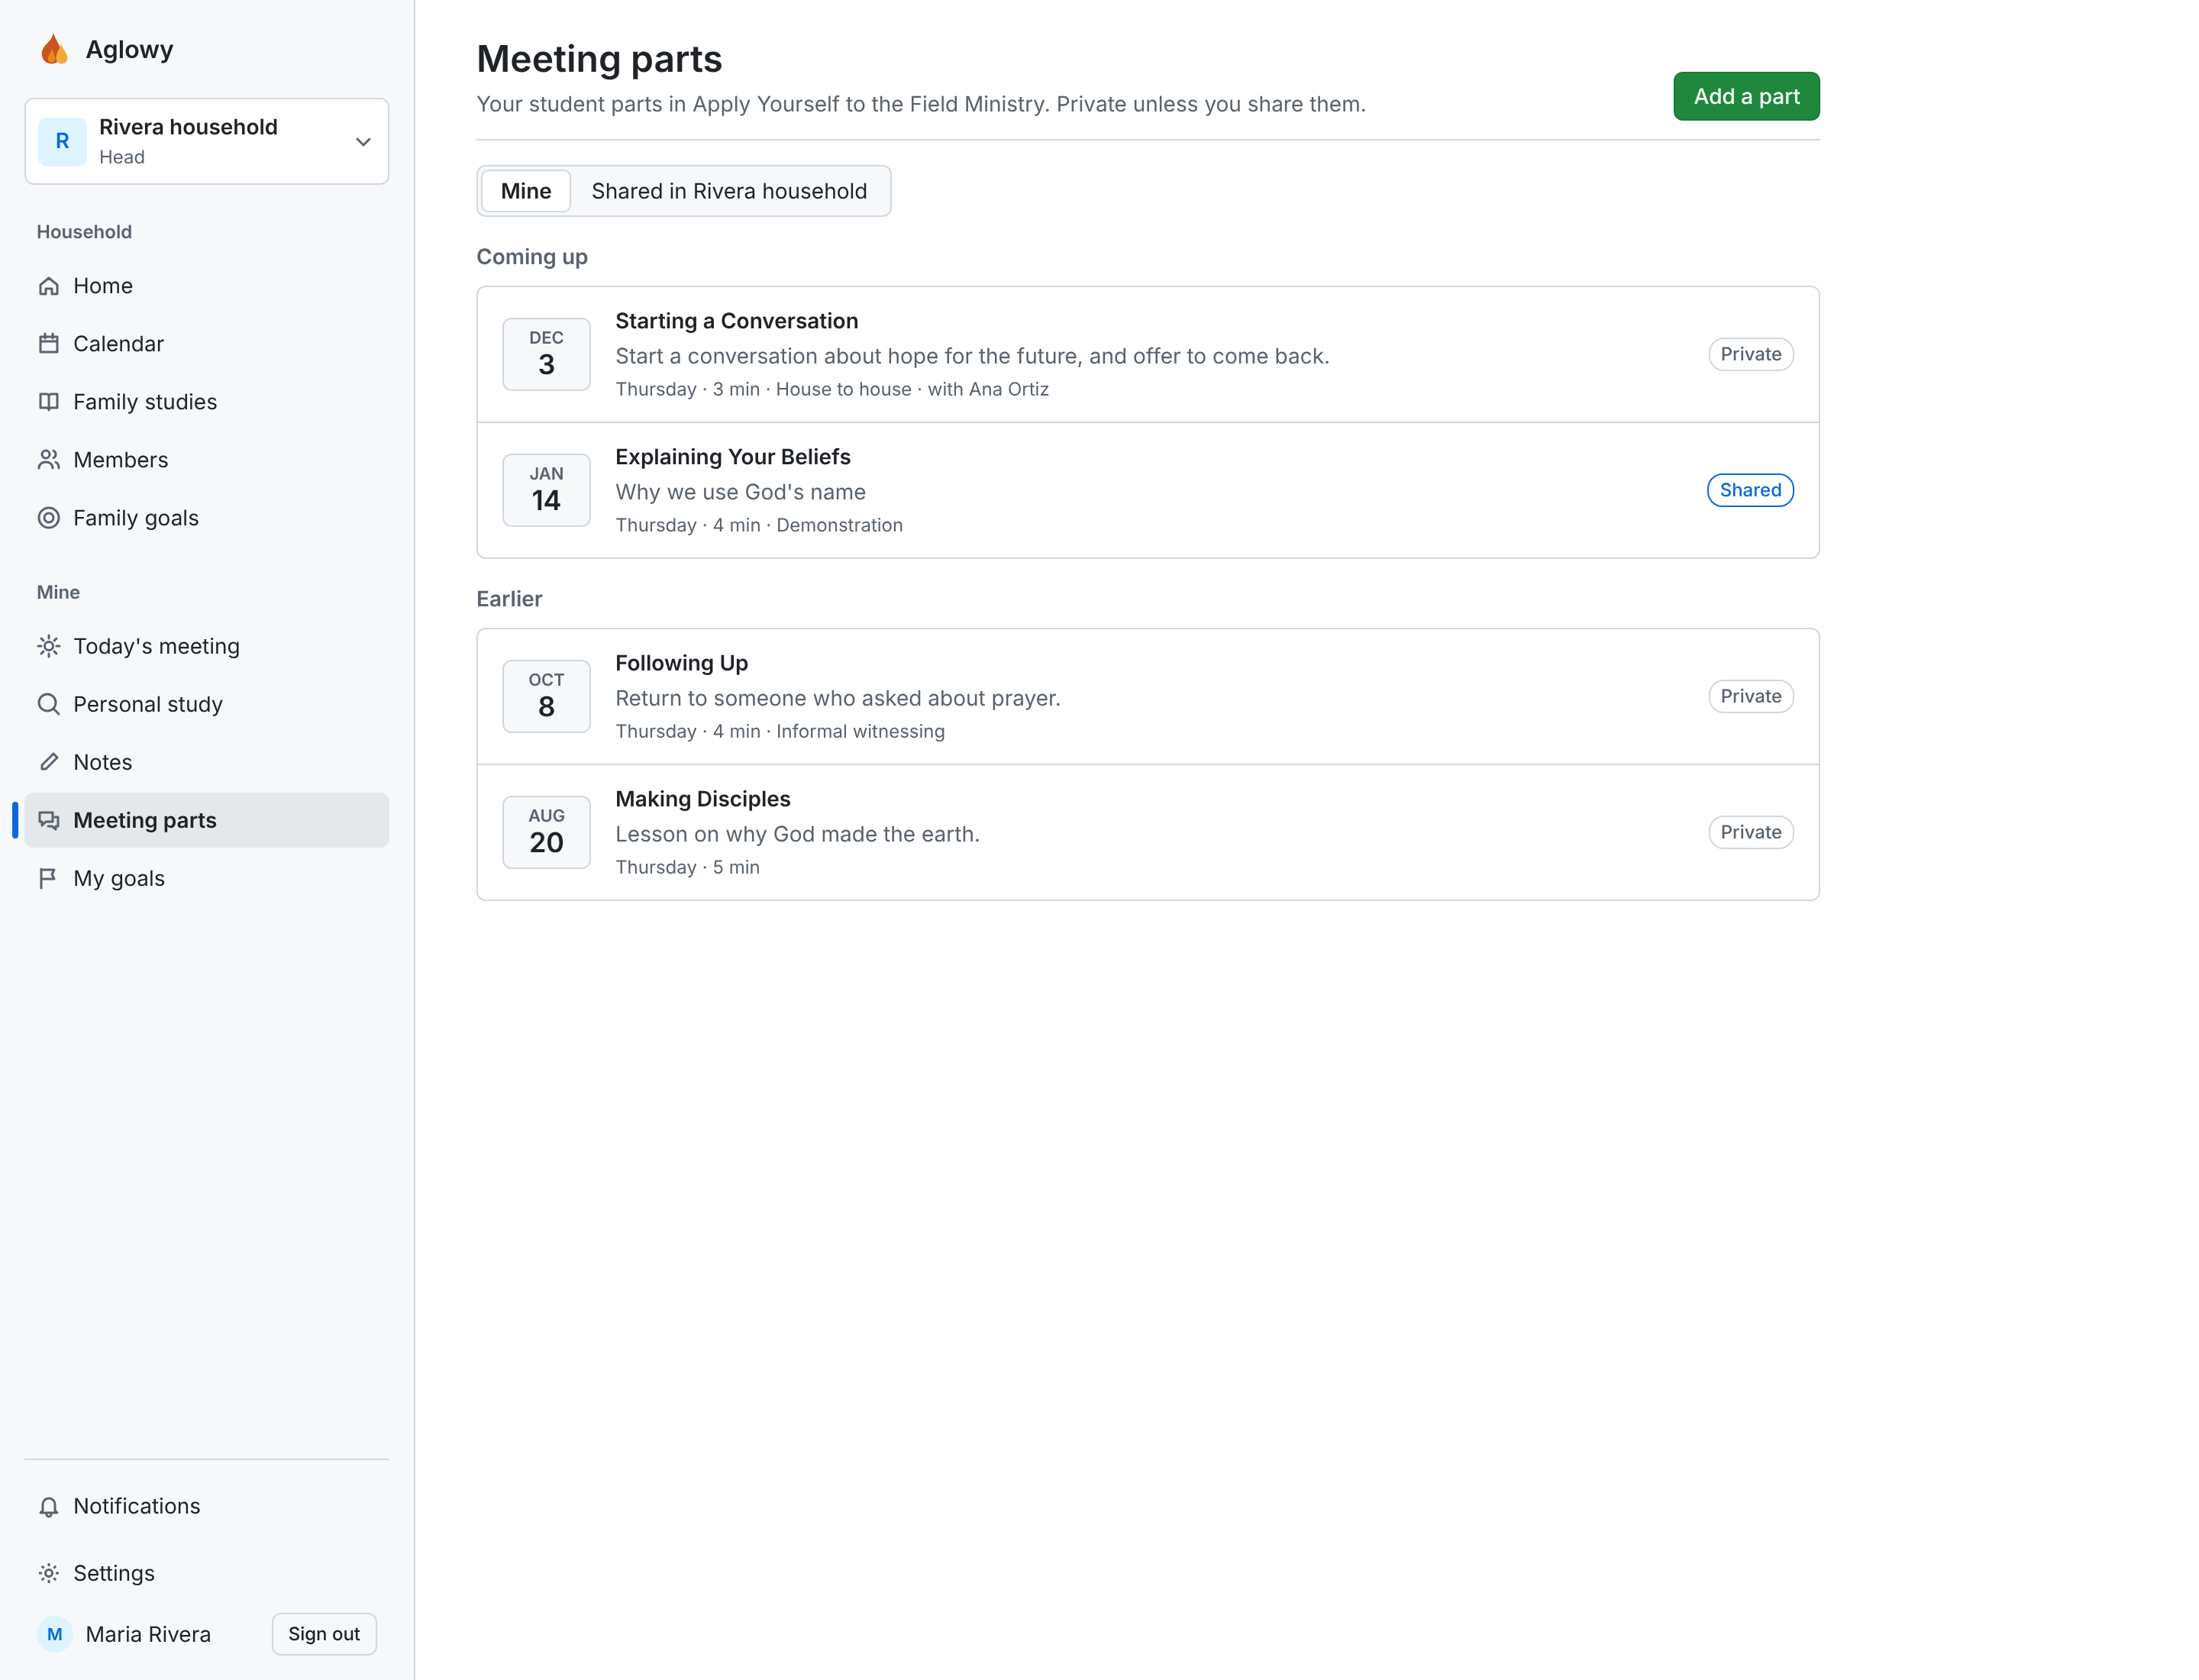 Aglowy
R
Rivera household
Head
Household
Home
Calendar
Family studies
Members
Family goals
Mine
Today's meeting
Personal study
Notes
Meeting parts
My goals
Notifications
Settings
M
Maria Rivera
Sign out
Meeting parts
Your student parts in Apply Yourself to the Field Ministry. Private unless you share them.
Add a part
Mine
Shared in Rivera household
Coming up
DEC
3
Starting a Conversation
Start a conversation about hope for the future, and offer to come back.
Thursday · 3 min · House to house · with Ana Ortiz
Private
JAN
14
Explaining Your Beliefs
Why we use God's name
Thursday · 4 min · Demonstration
Shared
Earlier
OCT
8
Following Up
Return to someone who asked about prayer.
Thursday · 4 min · Informal witnessing
Private
AUG
20
Making Disciples
Lesson on why God made the earth.
Thursday · 5 min
Private